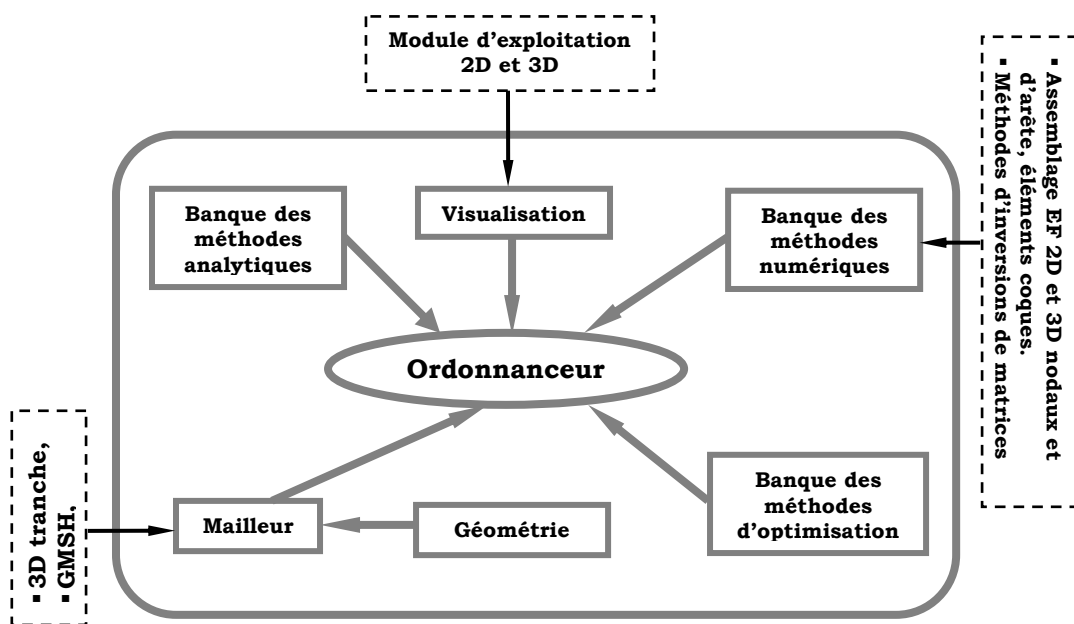 Module d'exploitation
2D et 3D
▪ Assemblage EF 2D et 3D nodaux et
d'arête, éléments coques.
▪ Méthodes d'inversions de matrices
Banque des
méthodes
analytiques
Visualisation
Banque des
méthodes
numériques
Ordonnanceur
▪ 3D tranche,
▪ GMSH,
Mailleur
Géométrie
Banque des
méthodes
d'optimisation